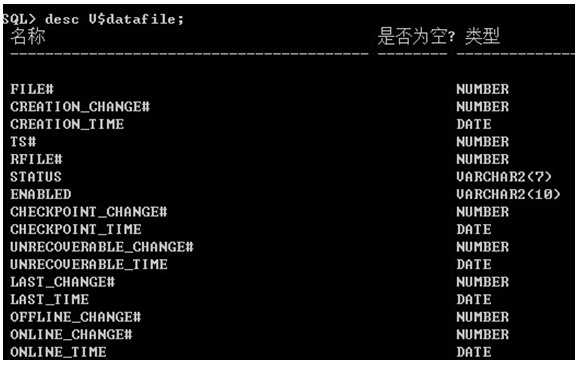 SQL> desc V$datafile;
名称 是否为空? 类型
----------------------------------------- -------- ----------------
FILE# NUMBER
CREATION_CHANGE# NUMBER
CREATION_TIME DATE
TS# NUMBER
RFILE# NUMBER
STATUS VARCHAR2(7)
ENABLED VARCHAR2(10)
CHECKPOINT_CHANGE# NUMBER
CHECKPOINT_TIME DATE
UNRECOVERABLE_CHANGE# NUMBER
UNRECOVERABLE_TIME DATE
LAST_CHANGE# NUMBER
LAST_TIME DATE
OFFLINE_CHANGE# NUMBER
ONLINE_CHANGE# NUMBER
ONLINE_TIME DATE